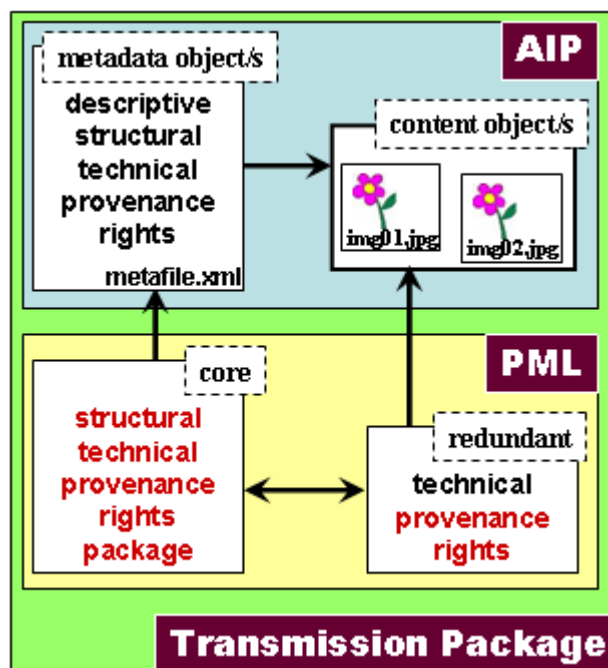 AIP
metadata object/s
descriptive
structural
technical
provenance
rights
metafile.xml
content object/s
img01.jpg
img02.jpg
PML
core
structural
technical
provenance
rights
package
redundant
technical
provenance
rights
Transmission Package